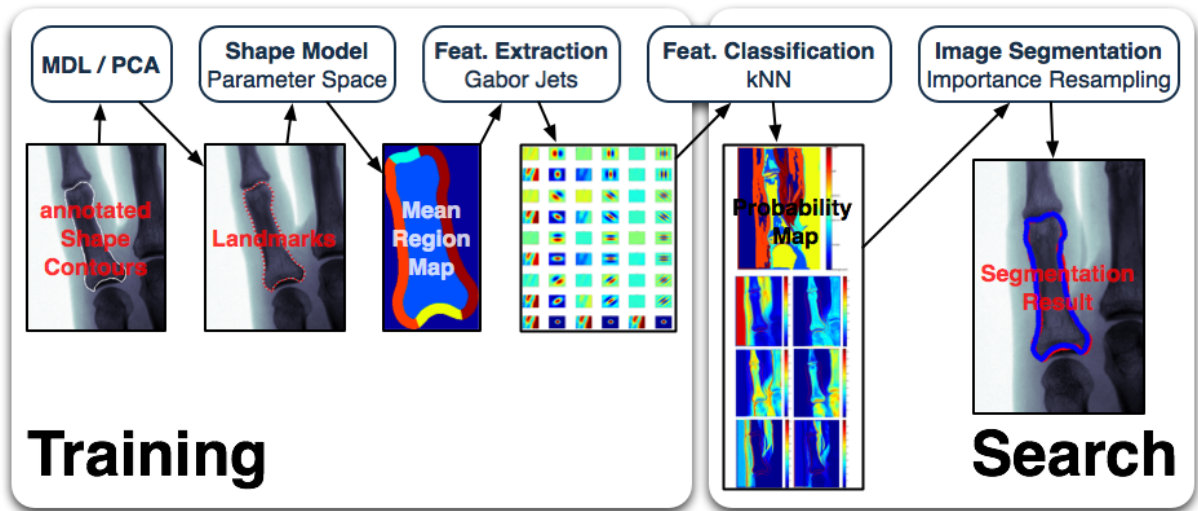 MDL / PCA
Shape Model
Parameter Space
Feat. Extraction
Gabor Jets
Feat. Classification
kNN
Image Segmentation
Importance Resampling
annotated
Shape
Contours
Landmarks
Mean
Region
Map
Probability
Map
Segmentation
Result
Training
Search